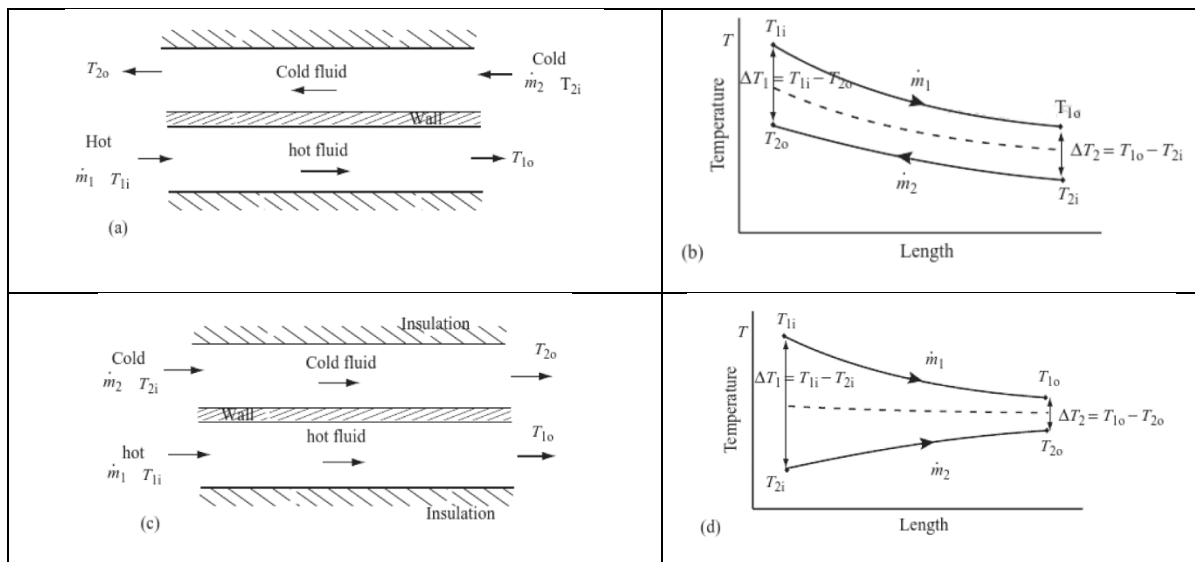 Cold
T₂ₒ
Cold fluid
ṁ₂ T₂ᵢ
Wall
Hot
hot fluid
T₁ₒ
ṁ₁ T₁ᵢ
(a)
T₁ᵢ
T
ṁ₁
ΔT₁ = T₁ᵢ − T₂ₒ
T₁ₒ
Temperature
T₂ₒ
ΔT₂ = T₁ₒ − T₂ᵢ
ṁ₂
T₂ᵢ
Length
(b)
Insulation
Cold
Cold fluid
T₂ₒ
ṁ₂ T₂ᵢ
Wall
hot fluid
T₁ₒ
hot
ṁ₁ T₁ᵢ
Insulation
(c)
T₁ᵢ
T
ṁ₁
ΔT₁ = T₁ᵢ − T₂ᵢ
T₁ₒ
Temperature
ΔT₂ = T₁ₒ − T₂ₒ
T₂ₒ
T₂ᵢ
ṁ₂
Length
(d)